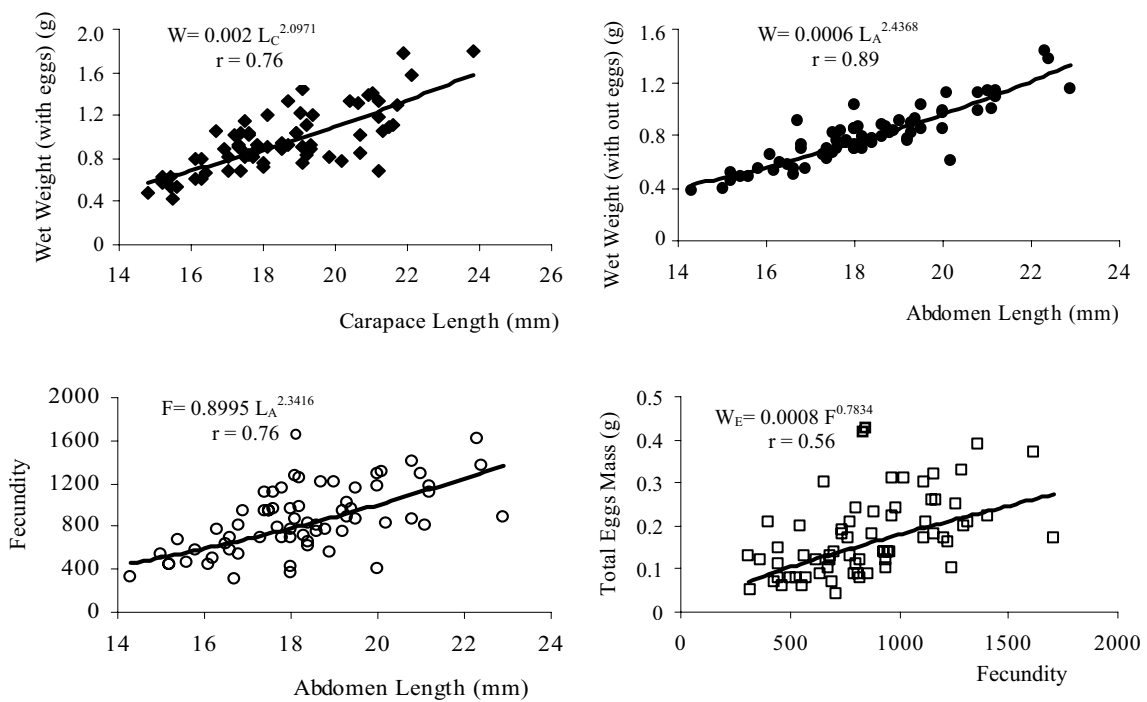 W= 0.002 L_C^2.0971
r = 0.76
Wet Weight (with eggs) (g)
2.0
1.6
1.2
0.8
0.4
0
14 16 18 20 22 24 26
Carapace Length (mm)
W= 0.0006 L_A^2.4368
r = 0.89
Wet Weight (with out eggs) (g)
1.6
1.2
0.8
0.4
0
14 16 18 20 22 24
Abdomen Length (mm)
F= 0.8995 L_A^2.3416
r = 0.76
Fecundity
2000
1600
1200
800
400
0
14 16 18 20 22 24
Abdomen Length (mm)
W_E= 0.0008 F^0.7834
r = 0.56
Total Eggs Mass (g)
0.5
0.4
0.3
0.2
0.1
0
0 500 1000 1500 2000
Fecundity